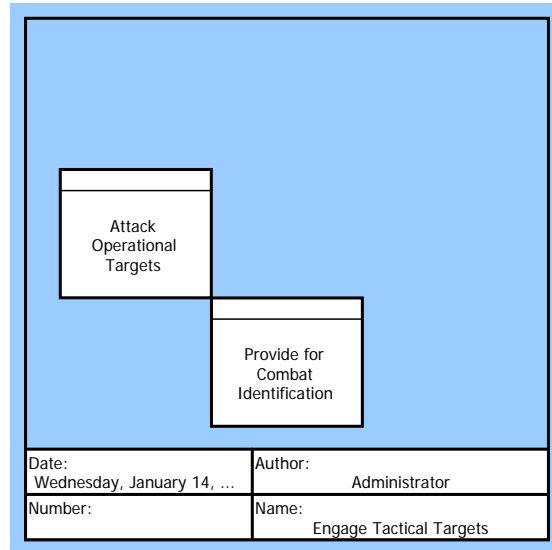 Attack
Operational
Targets
Provide for
Combat
Identification
Date:
Wednesday, January 14, ...
Author:
Administrator
Number:
Name:
Engage Tactical Targets